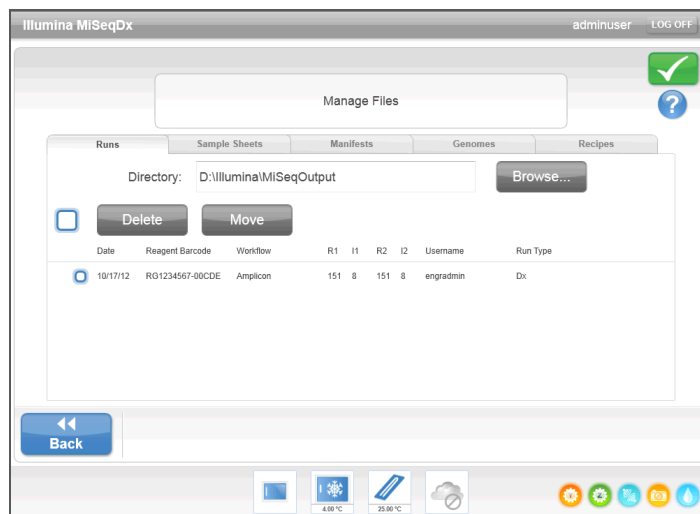 Illumina MiSeqDx adminuser LOG OFF
Manage Files
?
Runs Sample Sheets Manifests Genomes Recipes
Directory: D:\Illumina\MiSeqOutput Browse...
Delete Move
Date Reagent Barcode Workflow R1 I1 R2 I2 Username Run Type
10/17/12 RG1234567-00CDE Amplicon 151 8 151 8 engradmin Dx
Back
4.00 °C 25.00 °C